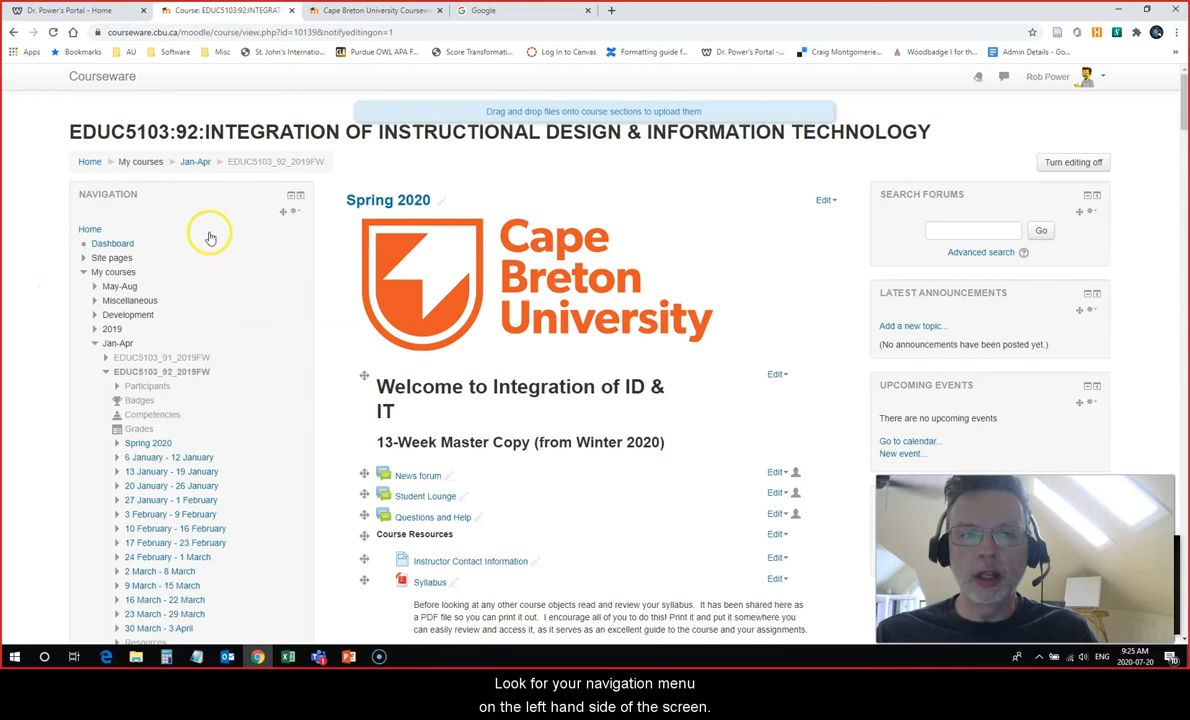 Dr. Power's Portal - Home
Course: EDUC5103:92:INTEGRAT
Cape Breton University Coursew
Google
courseware.cbu.ca/moodle/course/view.php?id=10139&notifyeditingon=1
Apps
Bookmarks
AU
Software
Misc
St. John's Internatio...
Purdue OWL APA F...
Score Transformati...
Log In to Canvas
Formatting guide f...
Dr. Power's Portal -...
Craig Montgomerie...
Woodbadge I for th...
Admin Details - Go...
Courseware
Rob Power
Drag and drop files onto course sections to upload them
EDUC5103:92:INTEGRATION OF INSTRUCTIONAL DESIGN & INFORMATION TECHNOLOGY
Home
My courses
Jan-Apr
EDUC5103_92_2019FW
Turn editing off
NAVIGATION
Home
Dashboard
Site pages
My courses
May-Aug
Miscellaneous
Development
2019
Jan-Apr
EDUC5103_91_2019FW
EDUC5103_92_2019FW
Participants
Badges
Competencies
Grades
Spring 2020
6 January - 12 January
13 January - 19 January
20 January - 26 January
27 January - 1 February
3 February - 9 February
10 February - 16 February
17 February - 23 February
24 February - 1 March
2 March - 8 March
9 March - 15 March
16 March - 22 March
23 March - 29 March
30 March - 3 April
Resources
Spring 2020
Edit
Cape
Breton
University
Edit
Welcome to Integration of ID &
IT
13-Week Master Copy (from Winter 2020)
News forum
Edit
Student Lounge
Edit
Questions and Help
Edit
Course Resources
Edit
Instructor Contact Information
Edit
Syllabus
Edit
Before looking at any other course objects read and review your syllabus. It has been shared here as
a PDF file so you can print it out. I encourage all of you to do this! Print it and put it somewhere you
can easily review and access it, as it serves as an excellent guide to the course and your assignments.
SEARCH FORUMS
Go
Advanced search
LATEST ANNOUNCEMENTS
Add a new topic...
(No announcements have been posted yet.)
UPCOMING EVENTS
There are no upcoming events
Go to calendar...
New event...
ENG
9:25 AM
2020-07-20
10
Look for your navigation menu
on the left hand side of the screen.